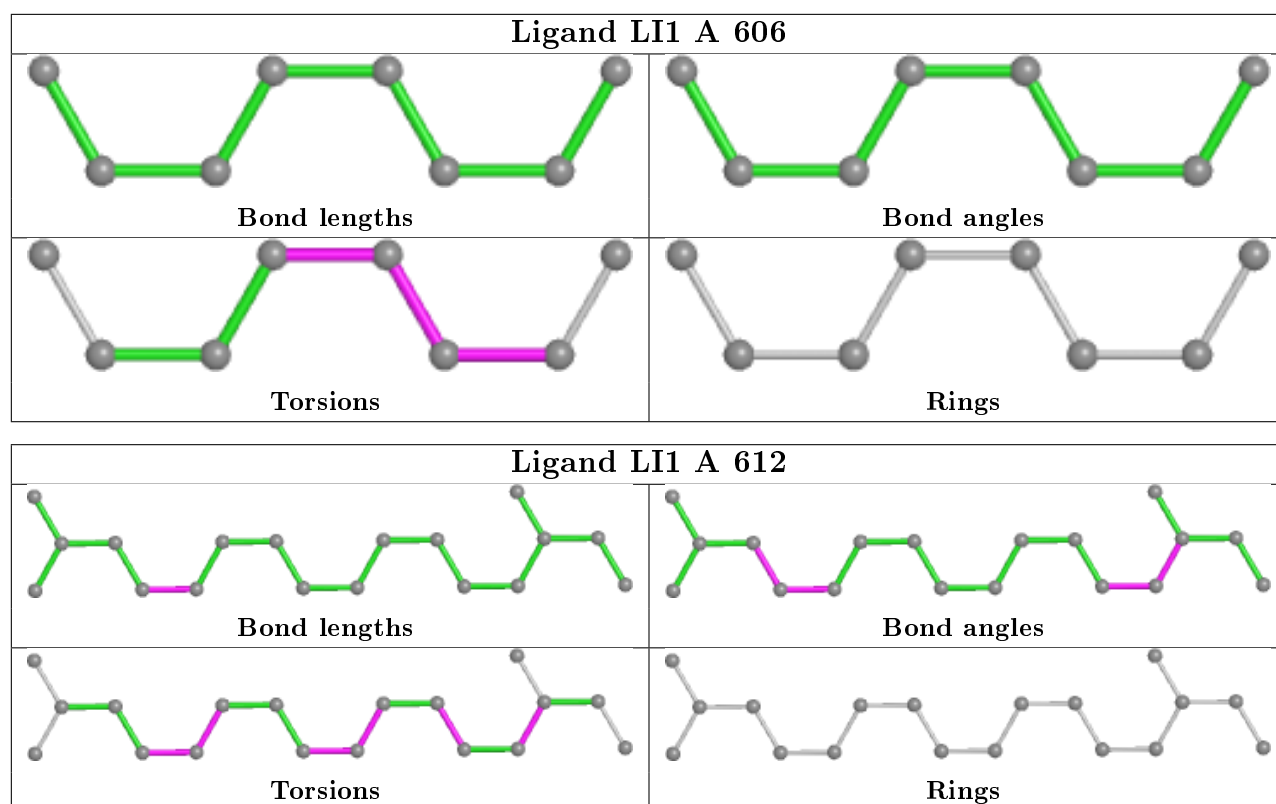 Ligand LI1 A 606
Bond lengths
Bond angles
Torsions
Rings
Ligand LI1 A 612
Bond lengths
Bond angles
Torsions
Rings